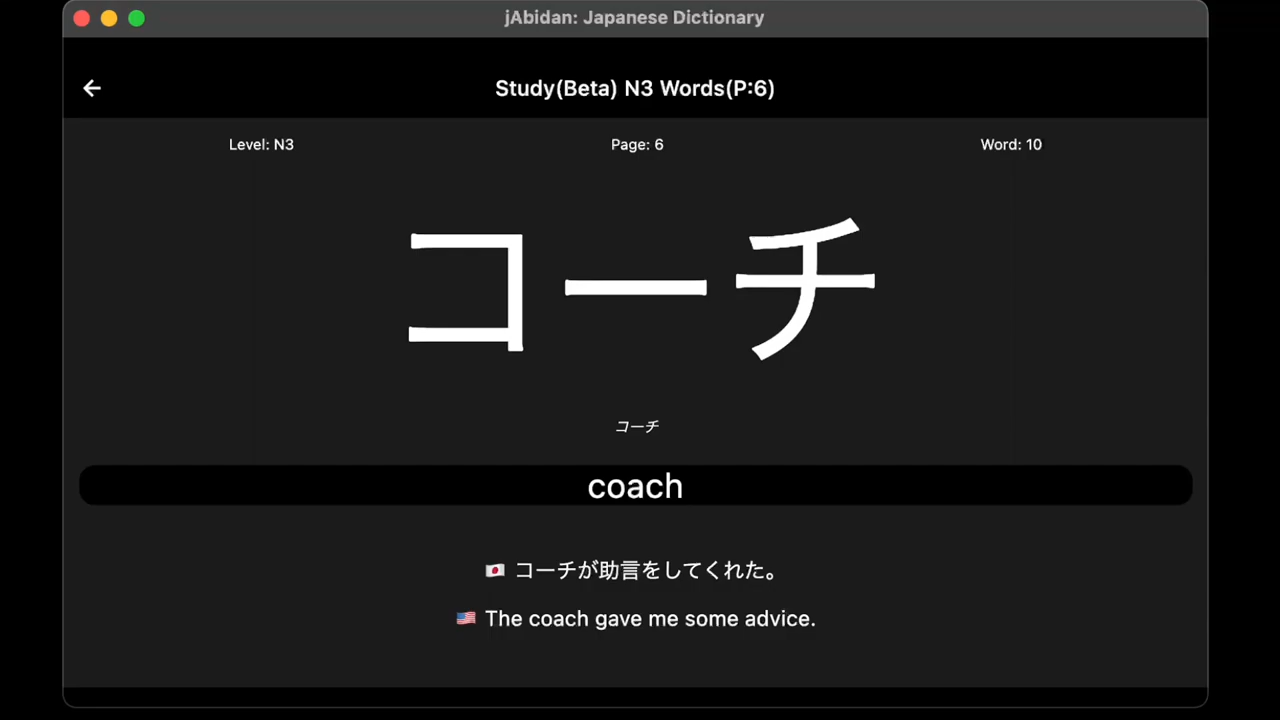 jAbidan: Japanese Dictionary
Study(Beta) N3 Words(P:6)
Level: N3
Page: 6
Word: 10
コーチ
コーチ
coach
🇯🇵 コーチが助言をしてくれた。
🇺🇸 The coach gave me some advice.